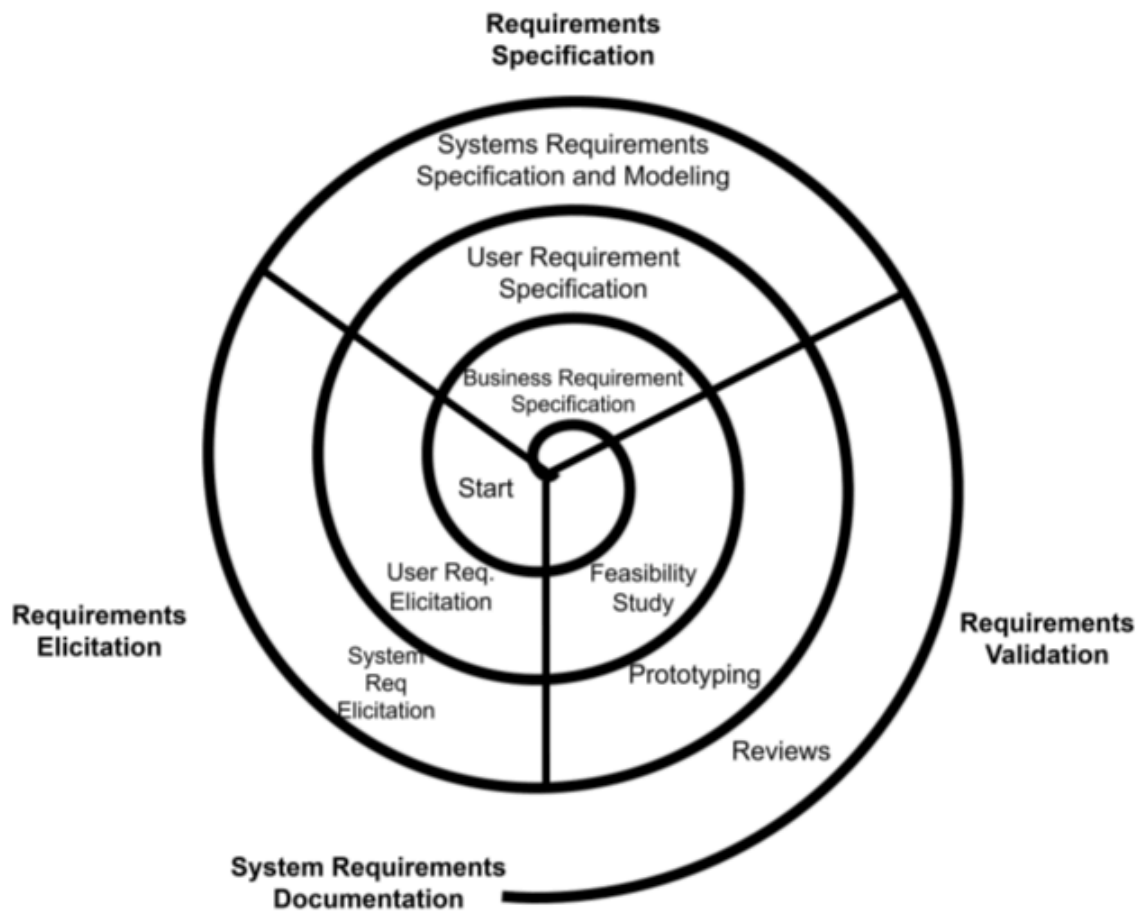 Requirements
Specification
Systems Requirements
Specification and Modeling
User Requirement
Specification
Business Requirement
Specification
Start
User Req.
Elicitation
Feasibility
Study
Requirements
Elicitation
Requirements
Validation
System
Req
Elicitation
Prototyping
Reviews
System Requirements
Documentation